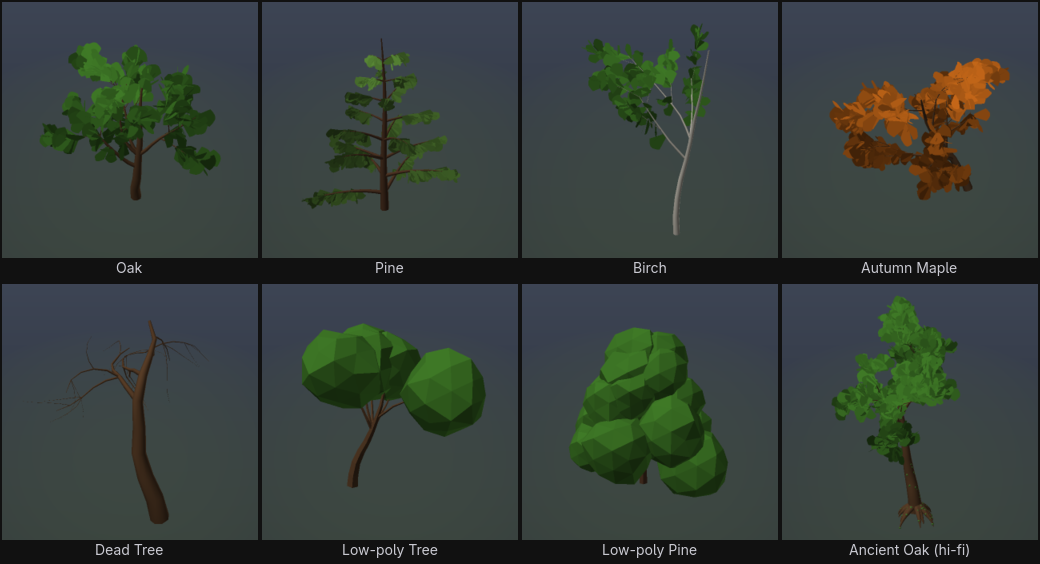 Oak
Pine
Birch
Autumn Maple
Dead Tree
Low-poly Tree
Low-poly Pine
Ancient Oak (hi-fi)